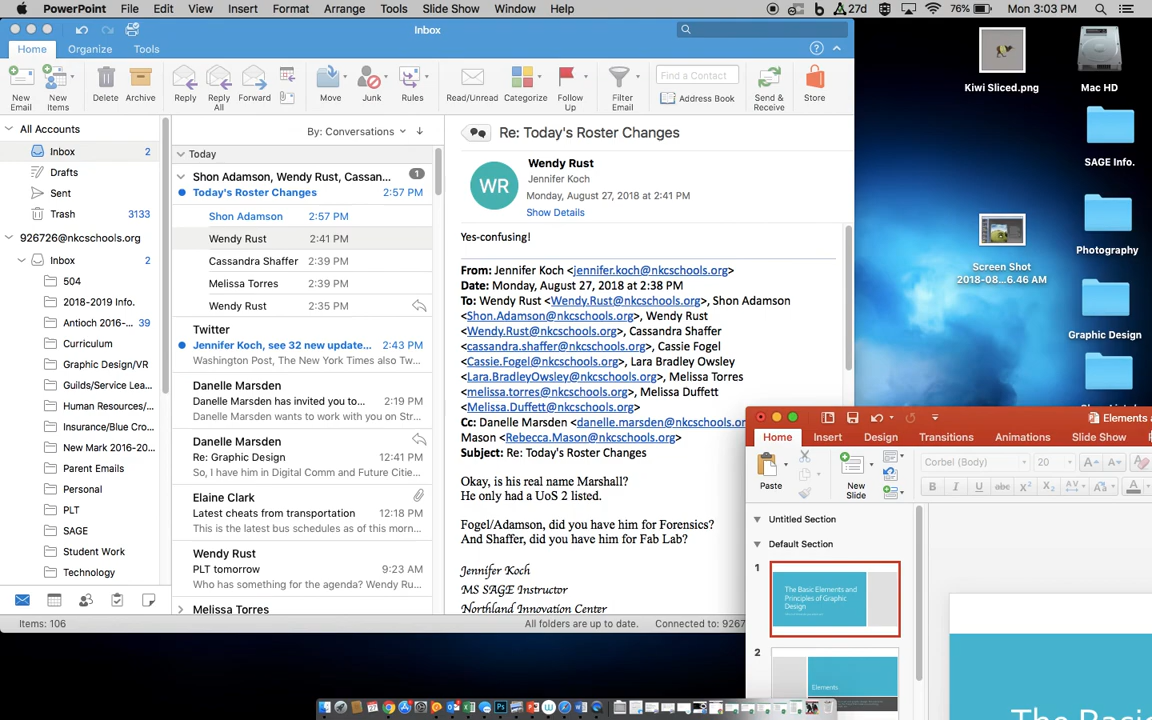 PowerPoint File Edit View Insert Format Arrange Tools Slide Show Window Help 27d 76% Mon 3:03 PM
Inbox
Home Organize Tools
New Email
New Items
Delete
Archive
Reply
Reply All
Forward
Move
Junk
Rules
Read/Unread
Categorize
Follow Up
Filter Email
Find a Contact
Address Book
Send & Receive
Store
All Accounts
Inbox 2
Drafts
Sent
Trash 3133
926726@nkcschools.org
Inbox 2
504
2018-2019 Info.
Antioch 2016-... 39
Curriculum
Graphic Design/VR
Guilds/Service Lea...
Human Resources/...
Insurance/Blue Cro...
New Mark 2016-20...
Parent Emails
Personal
PLT
SAGE
Student Work
Technology
By: Conversations
Today
Shon Adamson, Wendy Rust, Cassan... 1
Today's Roster Changes 2:57 PM
Shon Adamson 2:57 PM
Wendy Rust 2:41 PM
Cassandra Shaffer 2:39 PM
Melissa Torres 2:39 PM
Wendy Rust 2:35 PM
Twitter
Jennifer Koch, see 32 new update... 2:43 PM
Washington Post, The New York Times also Tw...
Danelle Marsden
Danelle Marsden has invited you to... 2:19 PM
Danelle Marsden wants to work with you on Str...
Danelle Marsden
Re: Graphic Design 12:41 PM
So, I have him in Digital Comm and Future Citie...
Elaine Clark
Latest cheats from transportation 12:18 PM
This is the latest bus schedules as of this morn...
Wendy Rust
PLT tomorrow 9:23 AM
Who has something for the agenda? Wendy Ru...
Melissa Torres
Re: Today's Roster Changes
WR
Wendy Rust
Jennifer Koch
Monday, August 27, 2018 at 2:41 PM
Show Details
Yes-confusing!
From: Jennifer Koch <jennifer.koch@nkcschools.org>
Date: Monday, August 27, 2018 at 2:38 PM
To: Wendy Rust <Wendy.Rust@nkcschools.org>, Shon Adamson
<Shon.Adamson@nkcschools.org>, Wendy Rust
<Wendy.Rust@nkcschools.org>, Cassandra Shaffer
<cassandra.shaffer@nkcschools.org>, Cassie Fogel
<Cassie.Fogel@nkcschools.org>, Lara Bradley Owsley
<Lara.BradleyOwsley@nkcschools.org>, Melissa Torres
<melissa.torres@nkcschools.org>, Melissa Duffett
<Melissa.Duffett@nkcschools.org>
Cc: Danelle Marsden <danelle.marsden@nkcschools.or
Mason <Rebecca.Mason@nkcschools.org>
Subject: Re: Today's Roster Changes
Okay, is his real name Marshall?
He only had a UoS 2 listed.
Fogel/Adamson, did you have him for Forensics?
And Shaffer, did you have him for Fab Lab?
Jennifer Koch
MS SAGE Instructor
Northland Innovation Center
Items: 106 All folders are up to date. Connected to: 9267
Kiwi Sliced.png
Mac HD
SAGE Info.
Screen Shot
2018-08...6.46 AM
Photography
Graphic Design
Elements a
Home Insert Design Transitions Animations Slide Show
Paste
New Slide
Corbel (Body) 20
B I U abc X² X₂ AV A
Untitled Section
Default Section
1
The Basic Elements and
Principles of Graphic
Design
2
Elements
The Basic